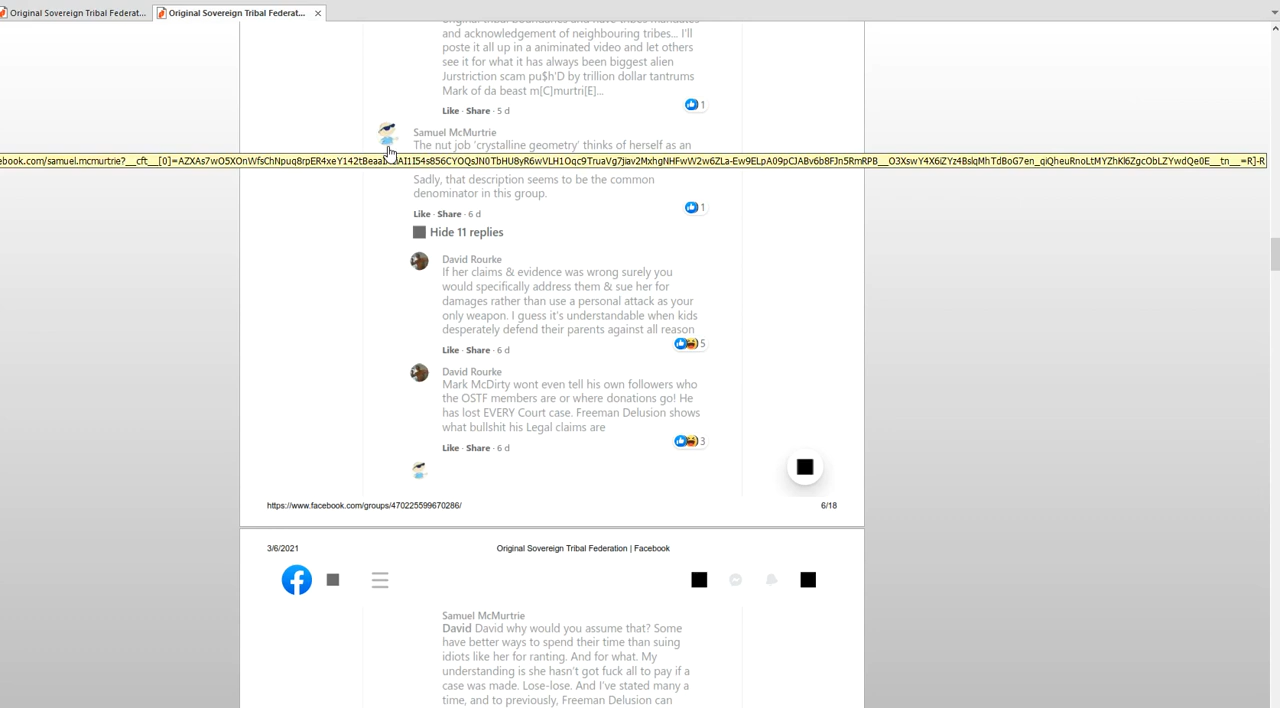 Original Sovereign Tribal Federat...
Original Sovereign Tribal Federat...
Original tribal boundaries and have tribes mandates
and acknowledgement of neighbouring tribes... I'll
poste it all up in a animinated video and let others
see it for what it has always been biggest alien
Jurstriction scam pu$h'D by trillion dollar tantrums
Mark of da beast m[C]murtri[E]...
Like · Share · 5 d
1
Samuel McMurtrie
The nut job 'crystalline geometry' thinks of herself as an
Sadly, that description seems to be the common
denominator in this group.
Like · Share · 6 d
1
Hide 11 replies
David Rourke
If her claims & evidence was wrong surely you
would specifically address them & sue her for
damages rather than use a personal attack as your
only weapon. I guess it's understandable when kids
desperately defend their parents against all reason
Like · Share · 6 d
5
David Rourke
Mark McDirty wont even tell his own followers who
the OSTF members are or where donations go! He
has lost EVERY Court case. Freeman Delusion shows
what bullshit his Legal claims are
Like · Share · 6 d
3
https://www.facebook.com/groups/470225599670286/
6/18
3/6/2021
Original Sovereign Tribal Federation | Facebook
Samuel McMurtrie
David David why would you assume that? Some
have better ways to spend their time than suing
idiots like her for ranting. And for what. My
understanding is she hasn't got fuck all to pay if a
case was made. Lose-lose. And I've stated many a
time, and to previously, Freeman Delusion can